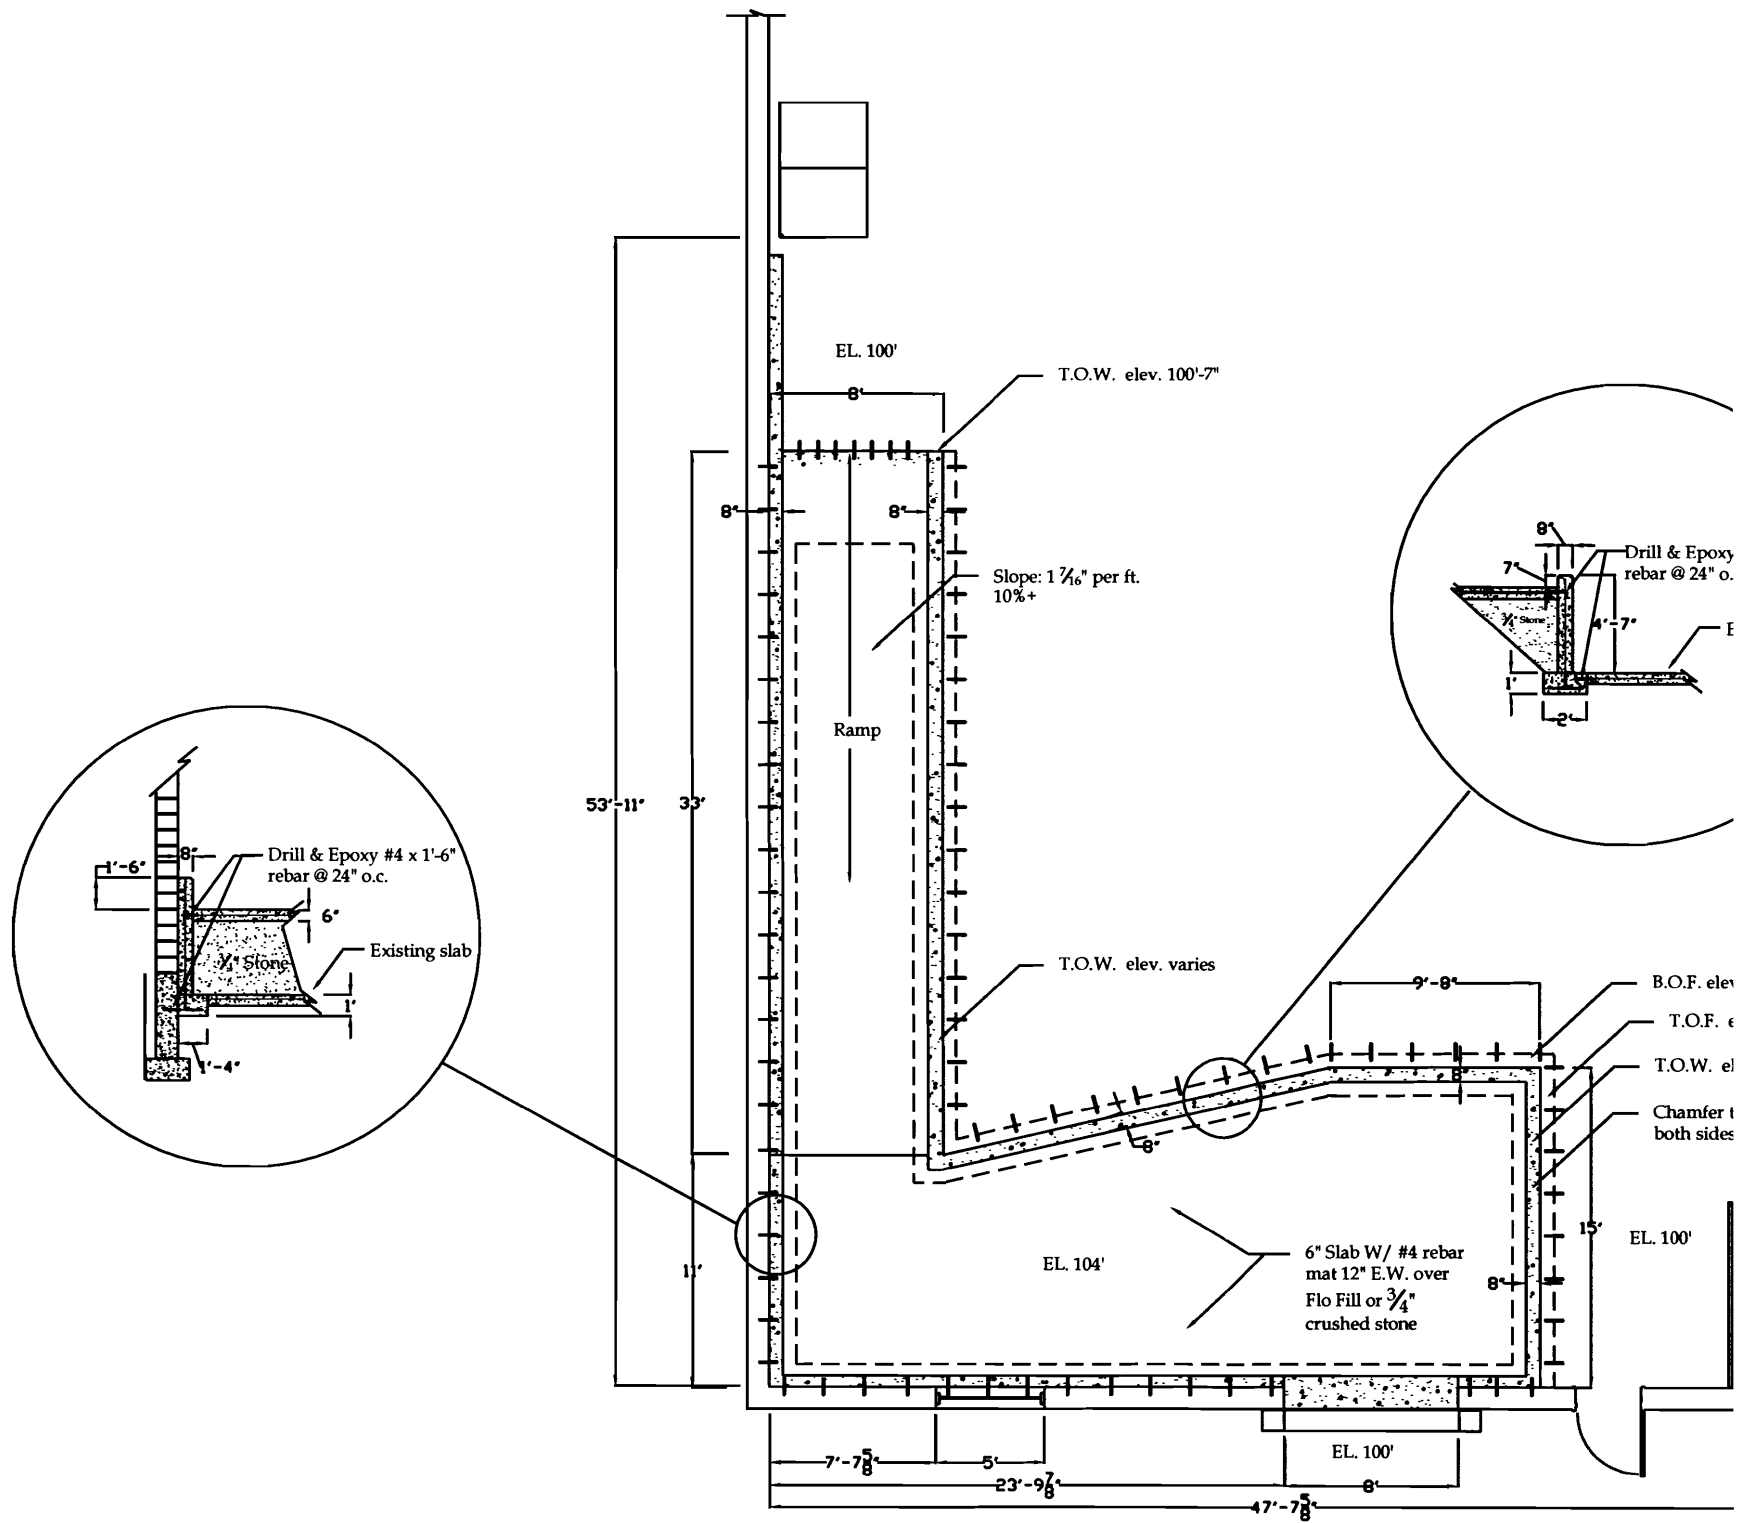 EL. 100'
T.O.W. elev. 100'-7"
8'
8"
8"
8"
Drill & Epoxy
rebar @ 24" o.
7"
Slope: 1 7/16" per ft.
10%+
3/4" Stone
4'-7"
1'
2'
Ramp
53'-11"
33'
1'-6"
8"
Drill & Epoxy #4 x 1'-6"
rebar @ 24" o.c.
6"
Existing slab
3/4" Stone
1'
1'-4"
T.O.W. elev. varies
9'-8"
B.O.F.
T.O.F.
T.O.W.
8"
Chamfer
both sides
8"
15'
EL. 100'
11'
EL. 104'
6" Slab W/ #4 rebar
mat 12" E.W. over
Flo Fill or 3/4"
crushed stone
8"
EL. 100'
7'-7 5/8"
5'
23'-9 7/8"
8'
47'-7 5/8"